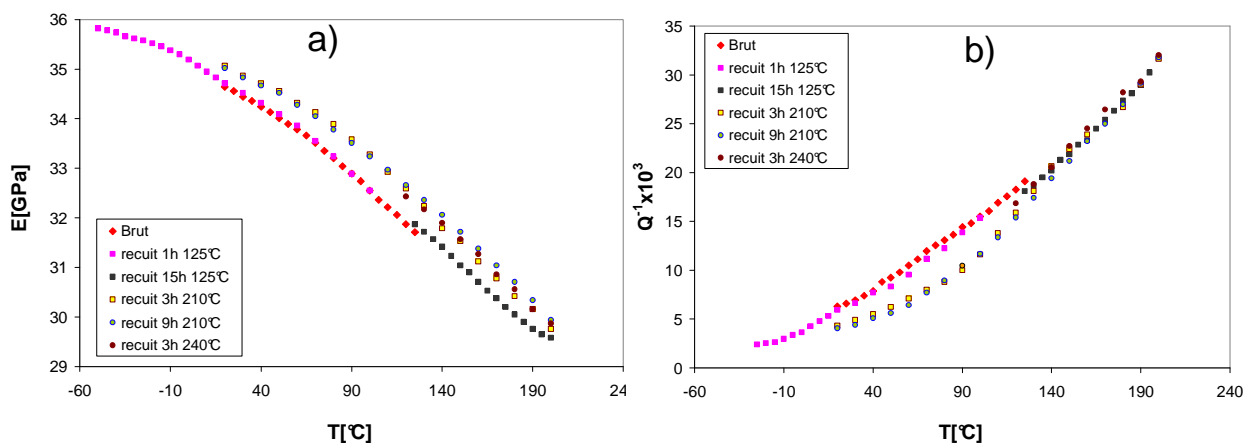 a)
E[GPa]
36
35
34
33
32
31
30
29
Brut
recuit 1h 125°C
recuit 15h 125°C
recuit 3h 210°C
recuit 9h 210°C
recuit 3h 240°C
-60 -10 40 90 140 190 24
T[°C]
b)
Q-1x103
35
30
25
20
15
10
5
0
Brut
recuit 1h 125°C
recuit 15h 125°C
recuit 3h 210°C
recuit 9h 210°C
recuit 3h 240°C
-60 -10 40 90 140 190 240
T[°C]